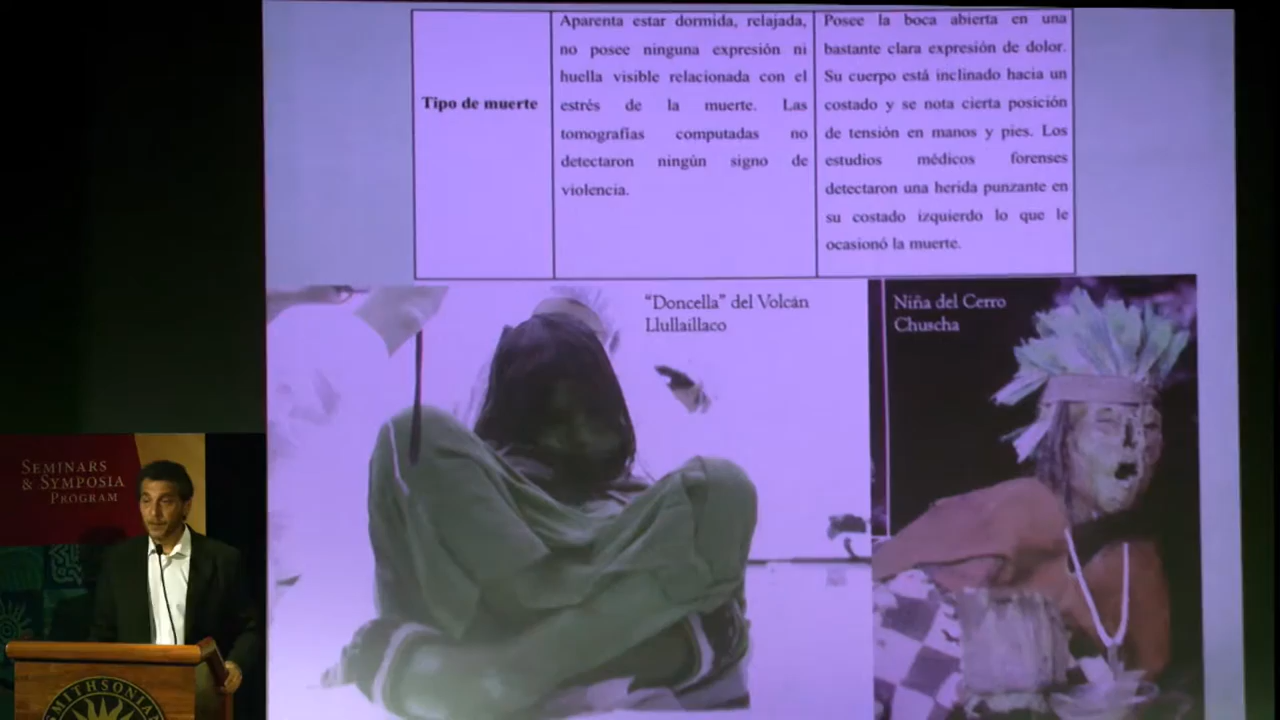 Tipo de muerte
Aparenta estar dormida, relajada,
no posee ninguna expresión ni
huella visible relacionada con el
estrés de la muerte. Las
tomografías computadas no
detectaron ningún signo de
violencia.
Posee la boca abierta en una
bastante clara expresión de dolor.
Su cuerpo está inclinado hacia un
costado y se nota cierta posición
de tensión en manos y pies. Los
estudios médicos forenses
detectaron una herida punzante en
su costado izquierdo lo que le
ocasionó la muerte.
“Doncella” del Volcán
Llullaillaco
Niña del Cerro
Chuscha
SEMINARS
& SYMPOSIA
PROGRAM
SMITHSONIAN